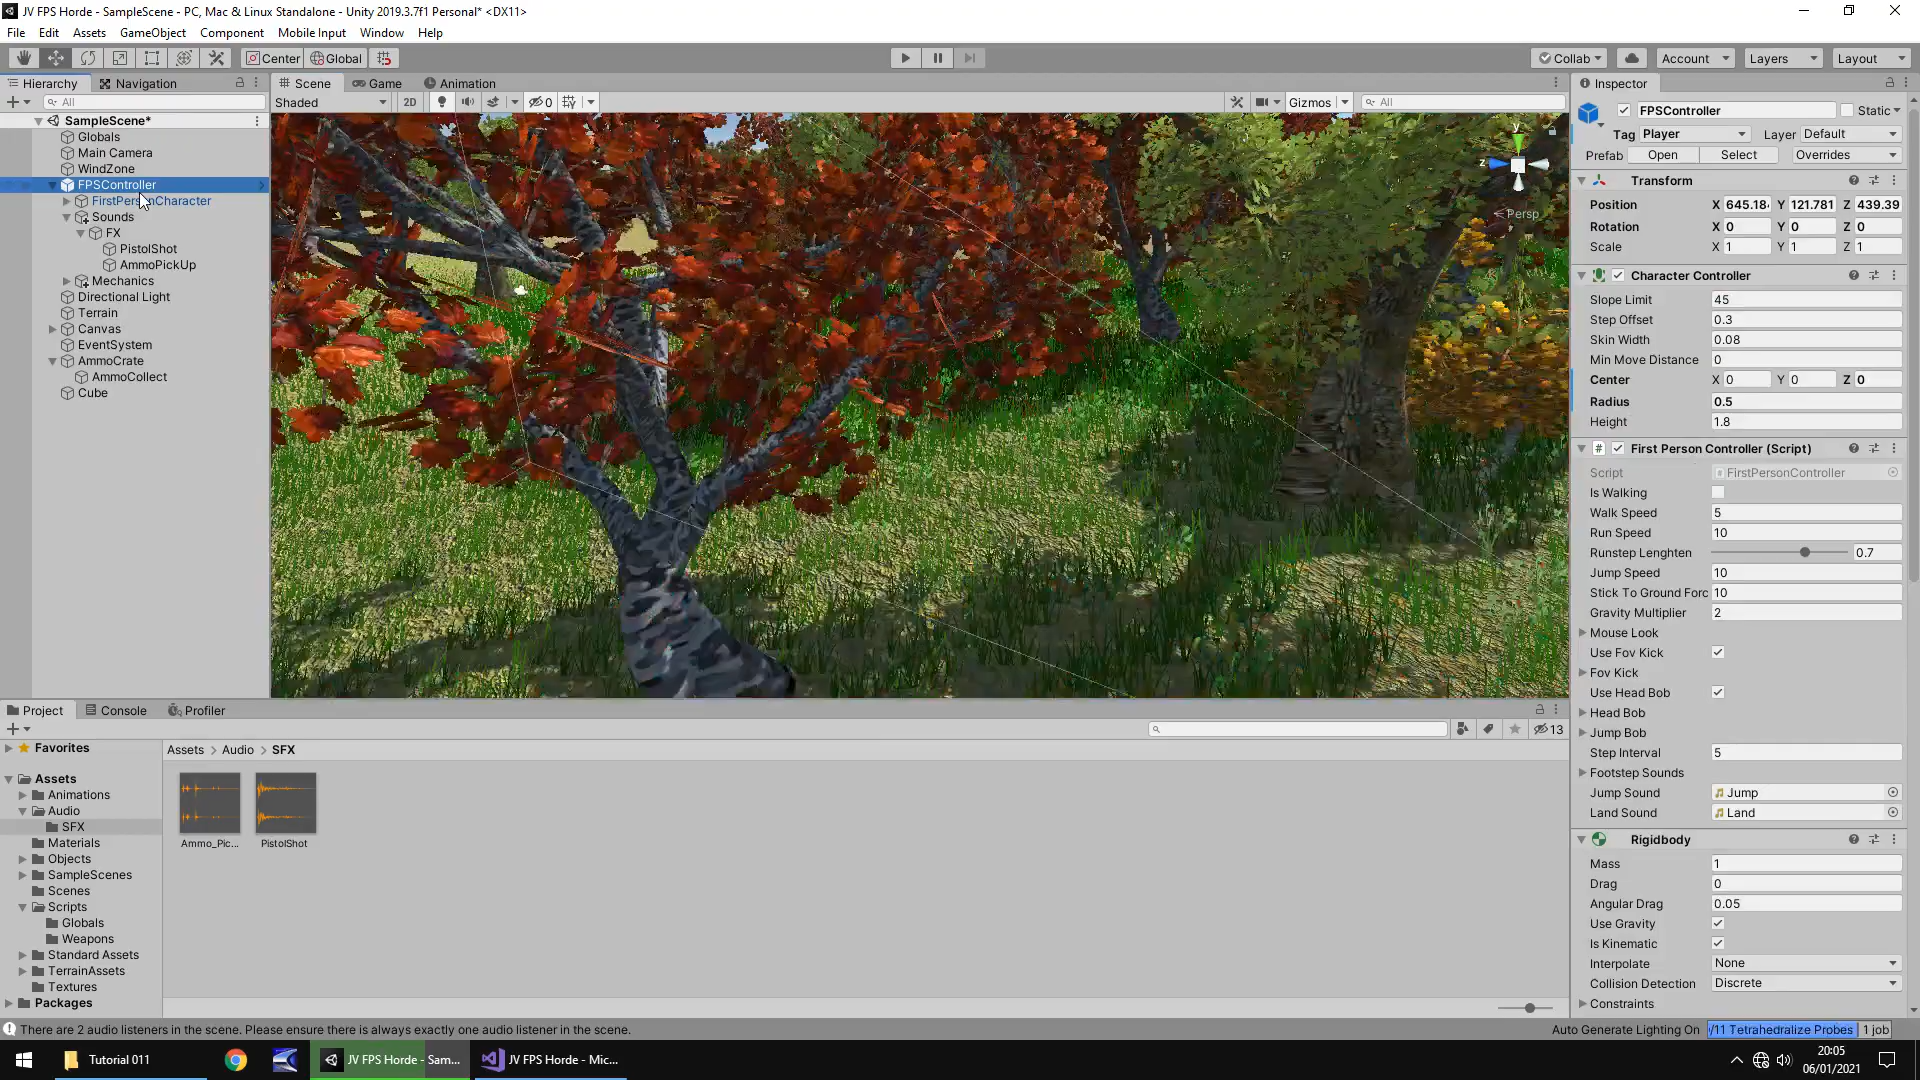 JV FPS Horde - SampleScene - PC, Mac & Linux Standalone - Unity 2019.3.7f1 Personal* <DX11>
File Edit Assets GameObject Component Mobile Input Window Help
Center Global Collab Account Layers Layout
Hierarchy Navigation
All
SampleScene*
Globals
Main Camera
WindZone
FPSController
FirstPersonCharacter
Sounds
FX
PistolShot
AmmoPickUp
Mechanics
Directional Light
Terrain
Canvas
EventSystem
AmmoCrate
AmmoCollect
Cube
Scene Game Animation
Shaded 2D 0 Gizmos All
y
z
Persp
Inspector
FPSController Static
Tag Player Layer Default
Prefab Open Select Overrides
Transform
Position X 645.18 Y 121.781 Z 439.39
Rotation X 0 Y 0 Z 0
Scale X 1 Y 1 Z 1
Character Controller
Slope Limit 45
Step Offset 0.3
Skin Width 0.08
Min Move Distance 0
Center X 0 Y 0 Z 0
Radius 0.5
Height 1.8
First Person Controller (Script)
Script FirstPersonController
Is Walking
Walk Speed 5
Run Speed 10
Runstep Lenghten 0.7
Jump Speed 10
Stick To Ground Forc 10
Gravity Multiplier 2
Mouse Look
Use Fov Kick
Fov Kick
Use Head Bob
Head Bob
Jump Bob
Step Interval 5
Footstep Sounds
Jump Sound Jump
Land Sound Land
Rigidbody
Mass 1
Drag 0
Angular Drag 0.05
Use Gravity
Is Kinematic
Interpolate None
Collision Detection Discrete
Constraints
Project Console Profiler
13
Favorites
Assets
Animations
Audio
SFX
Materials
Objects
SampleScenes
Scenes
Scripts
Globals
Weapons
Standard Assets
TerrainAssets
Textures
Packages
Assets > Audio > SFX
Ammo_Pic... PistolShot
There are 2 audio listeners in the scene. Please ensure there is always exactly one audio listener in the scene.
Auto Generate Lighting On /11 Tetrahedralize Probes 1 job
Tutorial 011 JV FPS Horde - Sam... JV FPS Horde - Mic...
20:05
06/01/2021